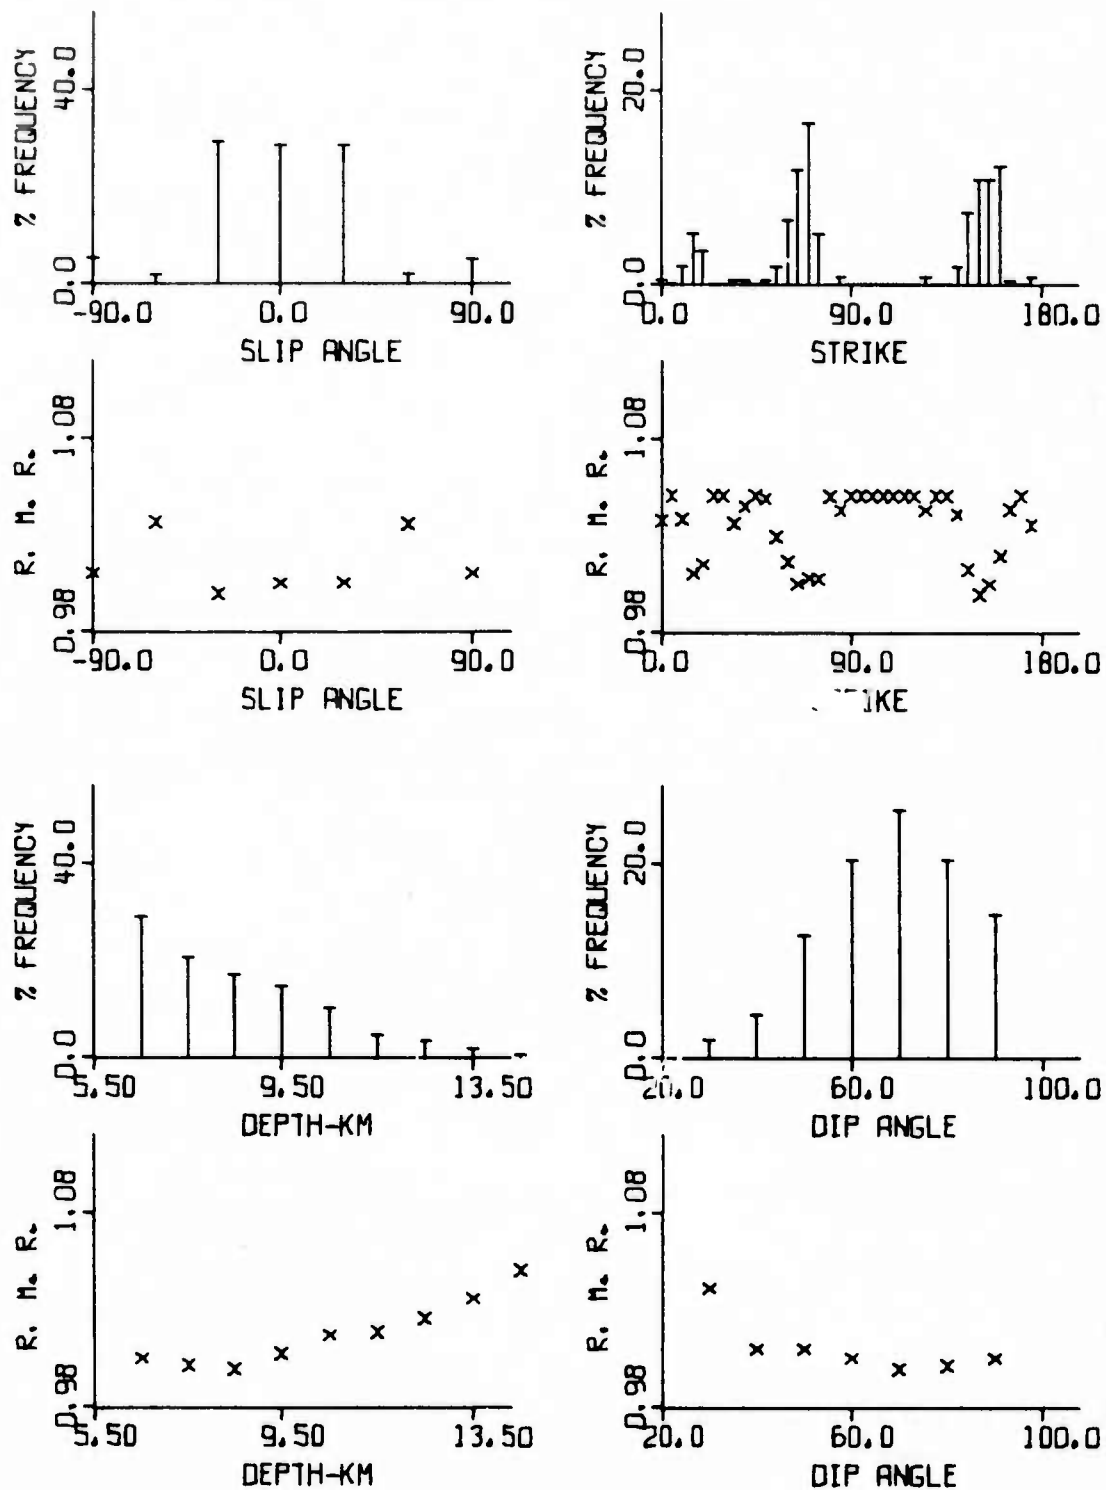 % FREQUENCY
40.0
0.0
-90.0 0.0 90.0
SLIP ANGLE
% FREQUENCY
20.0
0.0
0.0 90.0 180.0
STRIKE
R. M. R.
1.08
0.98
-90.0 0.0 90.0
SLIP ANGLE
R. M. R.
1.08
0.98
0.0 90.0 180.0
IKE
% FREQUENCY
40.0
0.0
5.50 9.50 13.50
DEPTH-KM
% FREQUENCY
20.0
0.0
20.0 60.0 100.0
DIP ANGLE
R. M. R.
1.08
0.98
5.50 9.50 13.50
DEPTH-KM
R. M. R.
1.08
0.98
20.0 60.0 100.0
DIP ANGLE